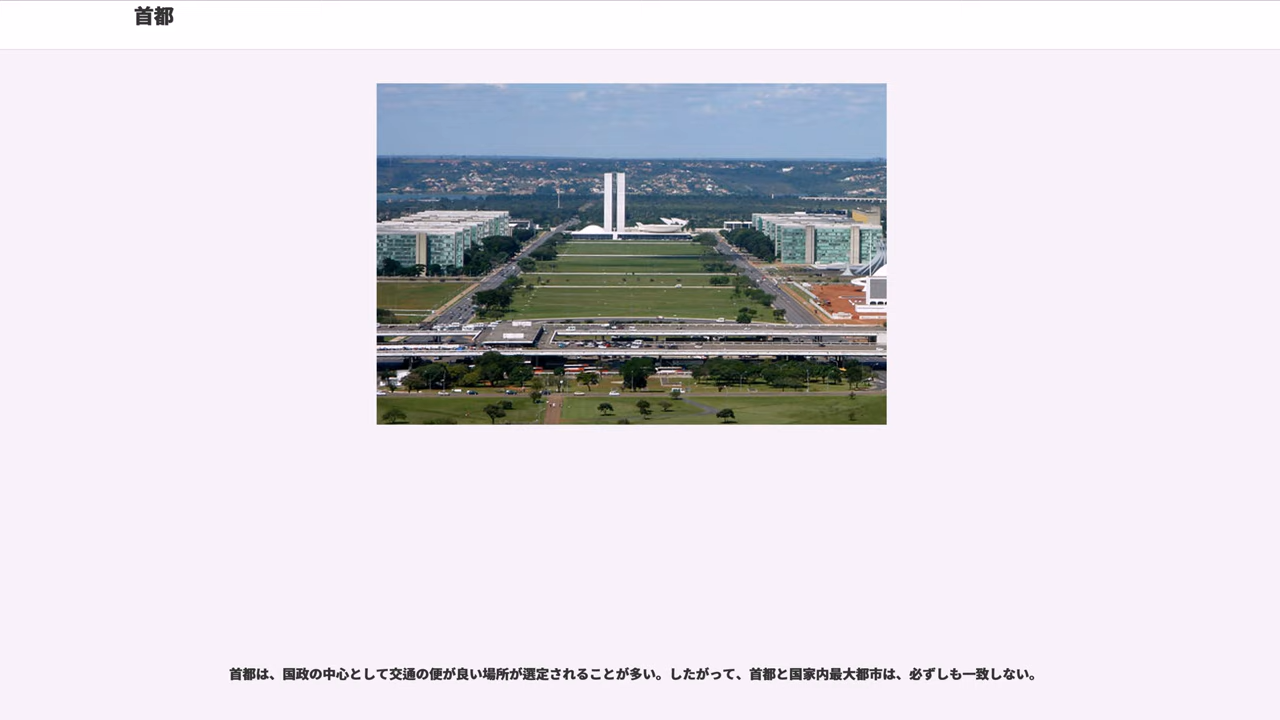 首都
首都は、国政の中心として交通の便が良い場所が選定されることが多い。したがって、首都と国家内最大都市は、必ずしも一致しない。